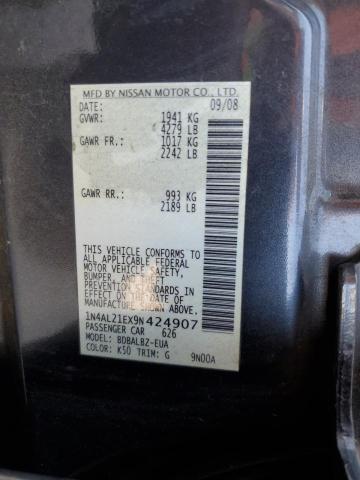 MFD BY NISSAN MOTOR CO., LTD.
DATE: 09/08
GVWR: 1941 KG
4279 LB
GAWR FR.: 1017 KG
2242 LB
GAWR RR.: 993 KG
2189 LB
THIS VEHICLE CONFORMS TO
ALL APPLICABLE FEDERAL
MOTOR VEHICLE SAFETY,
BUMPER, AND THEFT
PREVENTION STANDARDS
IN EFFECT ON THE DATE OF
MANUFACTURE SHOWN ABOVE.
1N4AL21EX9N424907
PASSENGER CAR 626
MODEL: BDBALBZ-EUA
COLOR: K50 TRIM: G 9N00A